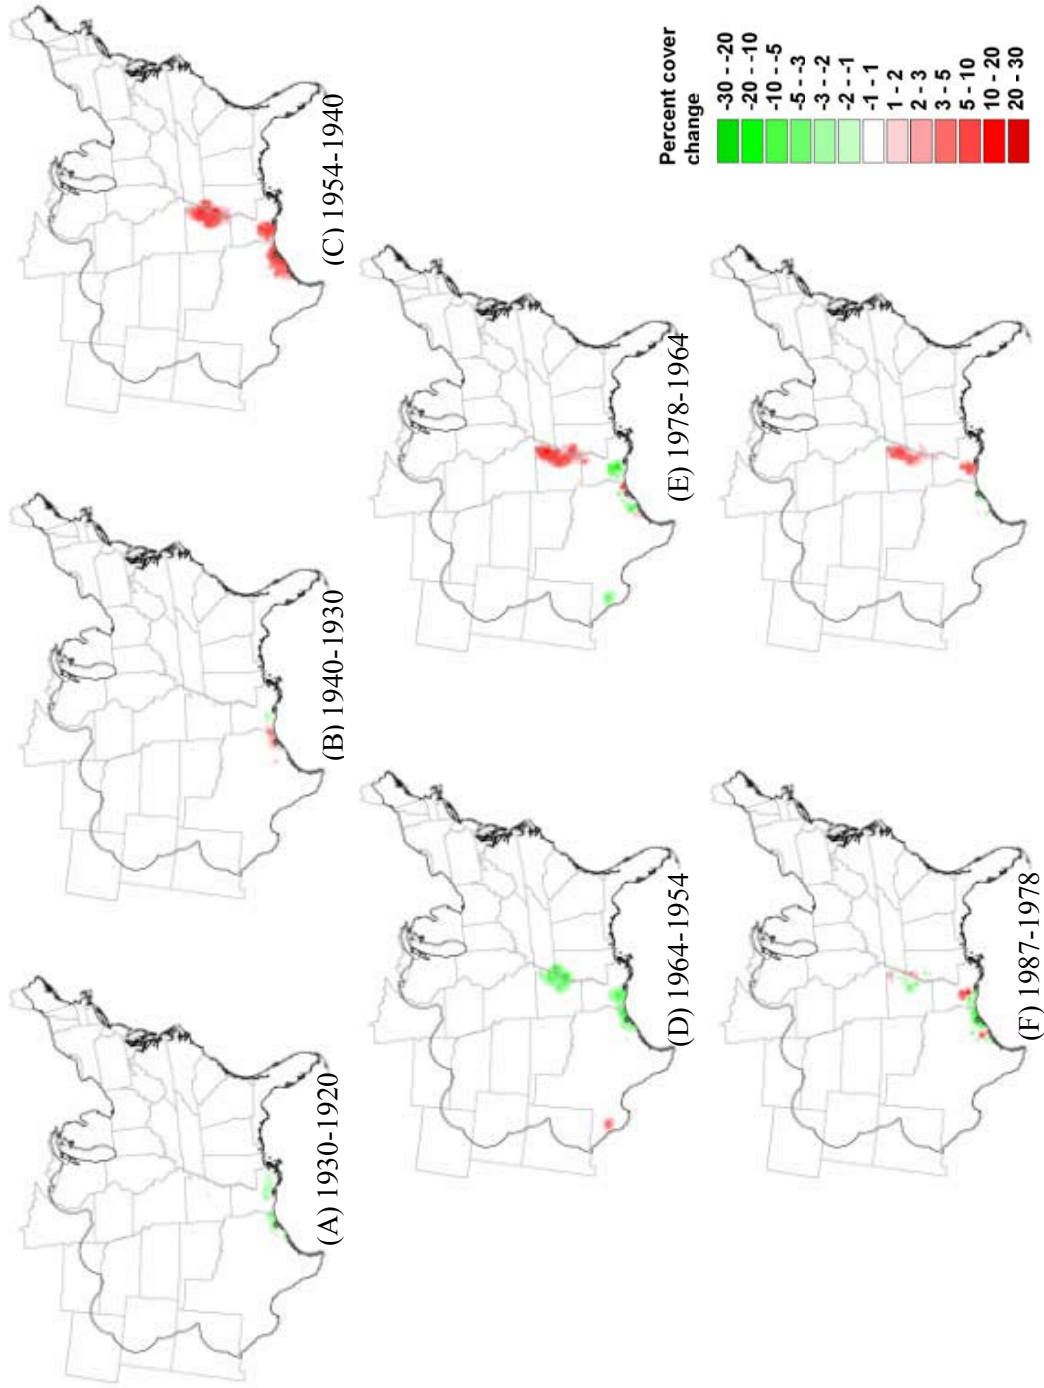 (A) 1930-1920
(B) 1940-1930
(C) 1954-1940
(D) 1964-1954
(E) 1978-1964
(F) 1987-1978
Percent cover
change
-30 - -20
-20 - -10
-10 - -5
-5 - -3
-3 - -2
-2 - -1
-1 - 1
1 - 2
2 - 3
3 - 5
5 - 10
10 - 20
20 - 30